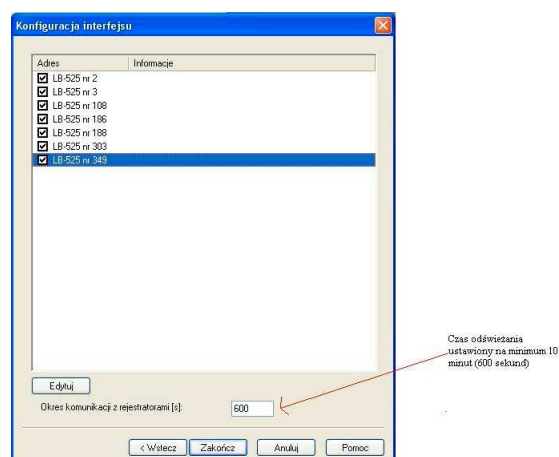 Konfiguracja interfejsu
Adres Informacje
LB-525 nr 2
LB-525 nr 3
LB-525 nr 108
LB-525 nr 186
LB-525 nr 188
LB-525 nr 303
LB-525 nr 349
Edytuj
Okres komunikacji z rejestratorami [s]: 600
< Wstecz Zakończ Anuluj Pomoc
Czas odświeżania
ustawiony na minimum 10
minut (600 sekund)